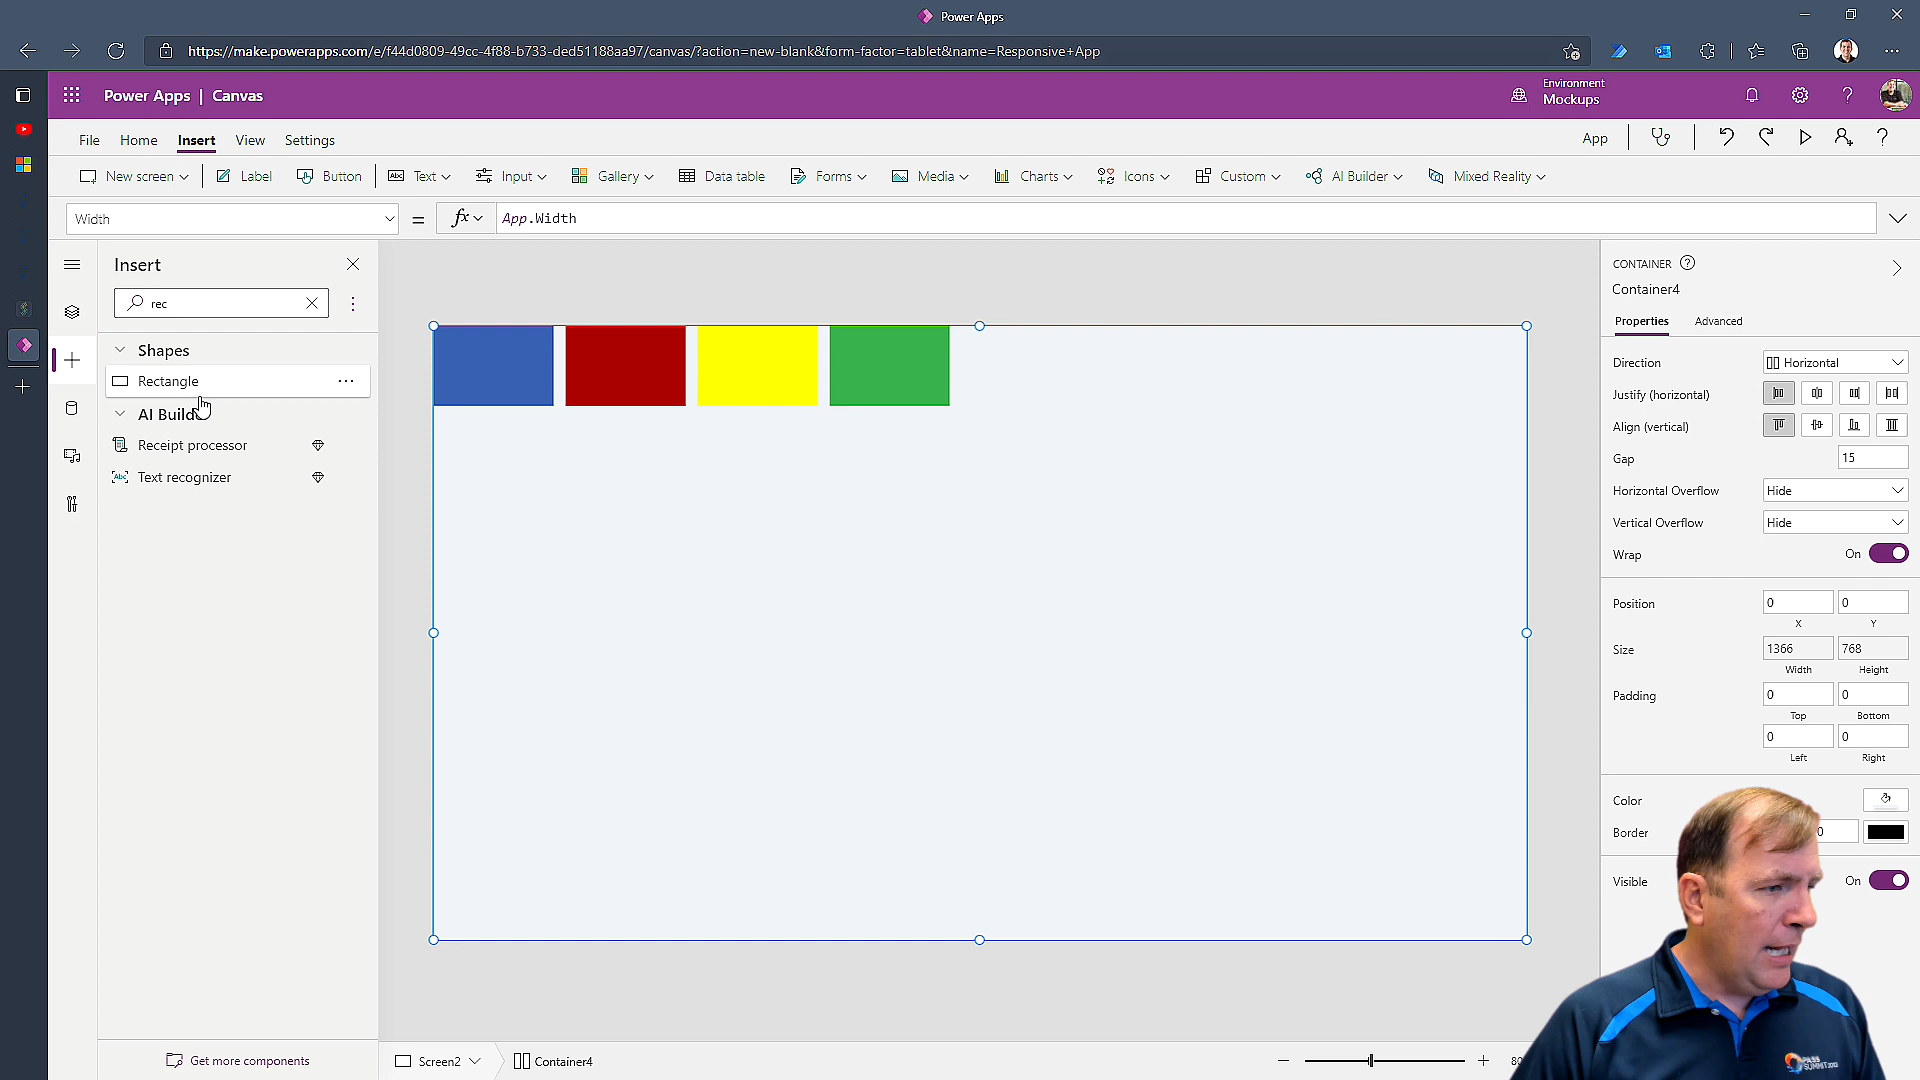 Power Apps
https://make.powerapps.com/e/f44d0809-49cc-4f88-b733-ded51188aa97/canvas/?action=new-blank&form-factor=tablet&name=Responsive+App
Power Apps | Canvas
Environment
Mockups
File Home Insert View Settings
App
New screen Label Button Text Input Gallery Data table Forms Media Charts Icons Custom AI Builder Mixed Reality
Width = fx App.Width
Insert
rec
Shapes
Rectangle
AI Build
Receipt processor
Text recognizer
Get more components
Screen2 Container4
CONTAINER
Container4
Properties Advanced
Direction Horizontal
Justify (horizontal)
Align (vertical)
Gap 15
Horizontal Overflow Hide
Vertical Overflow Hide
Wrap On
Position 0 0
X Y
Size 1366 768
Width Height
Padding 0 0
Top Bottom
0 0
Left Right
Color
Border 0
Visible On
PASS
SUMMIT